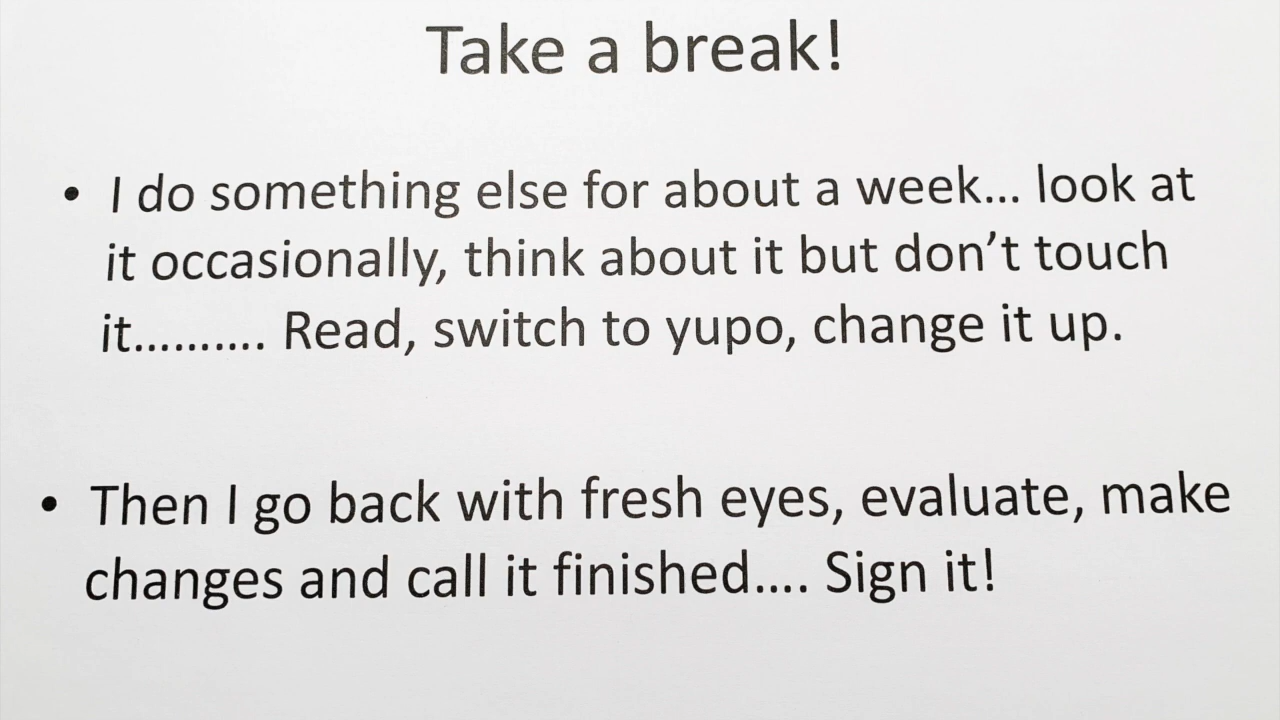 Take a break!
• I do something else for about a week... look at
it occasionally, think about it but don't touch
it.......... Read, switch to yupo, change it up.
• Then I go back with fresh eyes, evaluate, make
changes and call it finished.... Sign it!